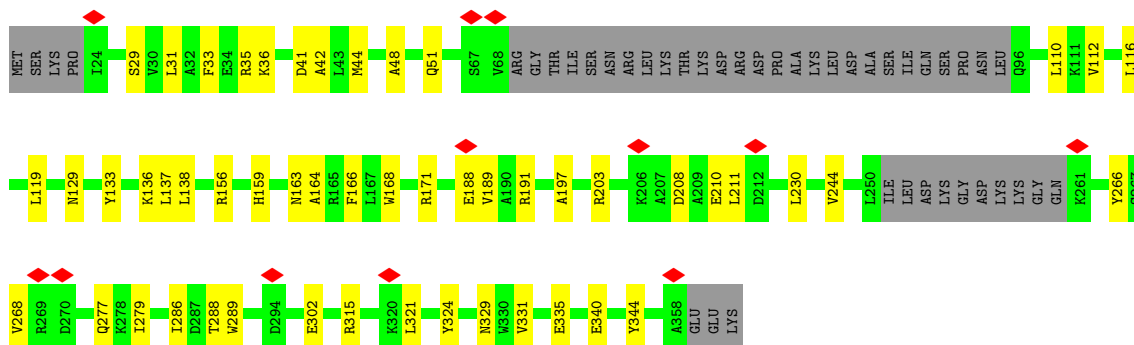 MET SER LYS PRO I24 S29 V30 L31 A32 F33 E34 R35 K36 D41 A42 L43 M44 A48 Q51 S67 V68 ARG GLY THR ILE SER ASN ARG LEU LYS THR LYS ASP ARG ASP PRO ALA LYS LEU ASP ALA SER ILE GLN SER PRO ASN LEU Q96 L110 K111 V112 L116
L119 N129 Y133 K136 L137 L138 R156 H159 N163 A164 R165 F166 L167 W168 R171 E188 V189 A190 R191 A197 R203 K206 A207 D208 A209 E210 L211 D212 L230 V244 L250 ILE LEU ASP LYS GLY ASP LYS LYS GLY GLN K261 Y266
V268 R269 D270 Q277 K278 I279 I286 D287 T288 W289 D294 E302 R315 K320 L321 Y324 N329 W330 V331 E335 E340 Y344 A358 GLU GLU LYS